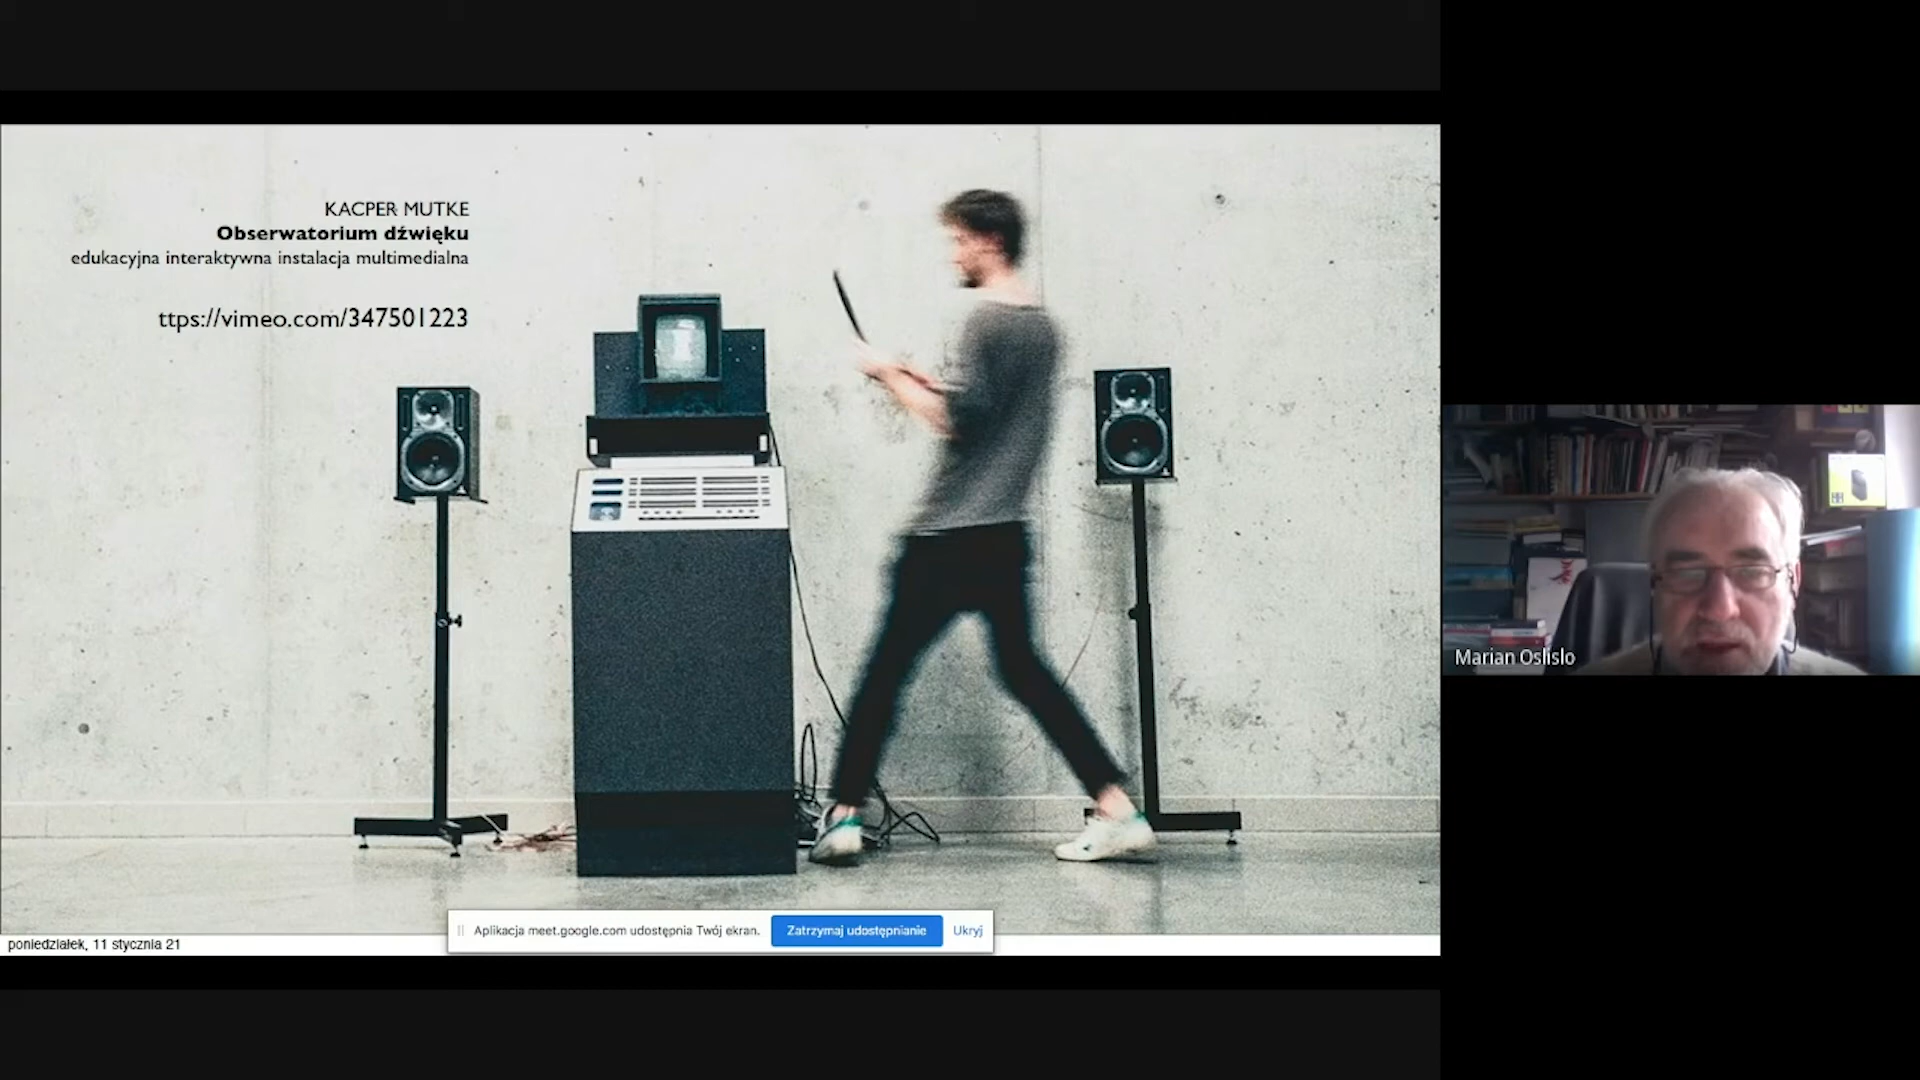 KACPER MUTKE
Obserwatorium dźwięku
edukacyjna interaktywna instalacja multimedialna
ttps://vimeo.com/347501223
Marian Oslislo
Aplikacja meet.google.com udostępnia Twój ekran.
Zatrzymaj udostępnianie
Ukryj
poniedziałek, 11 stycznia 21